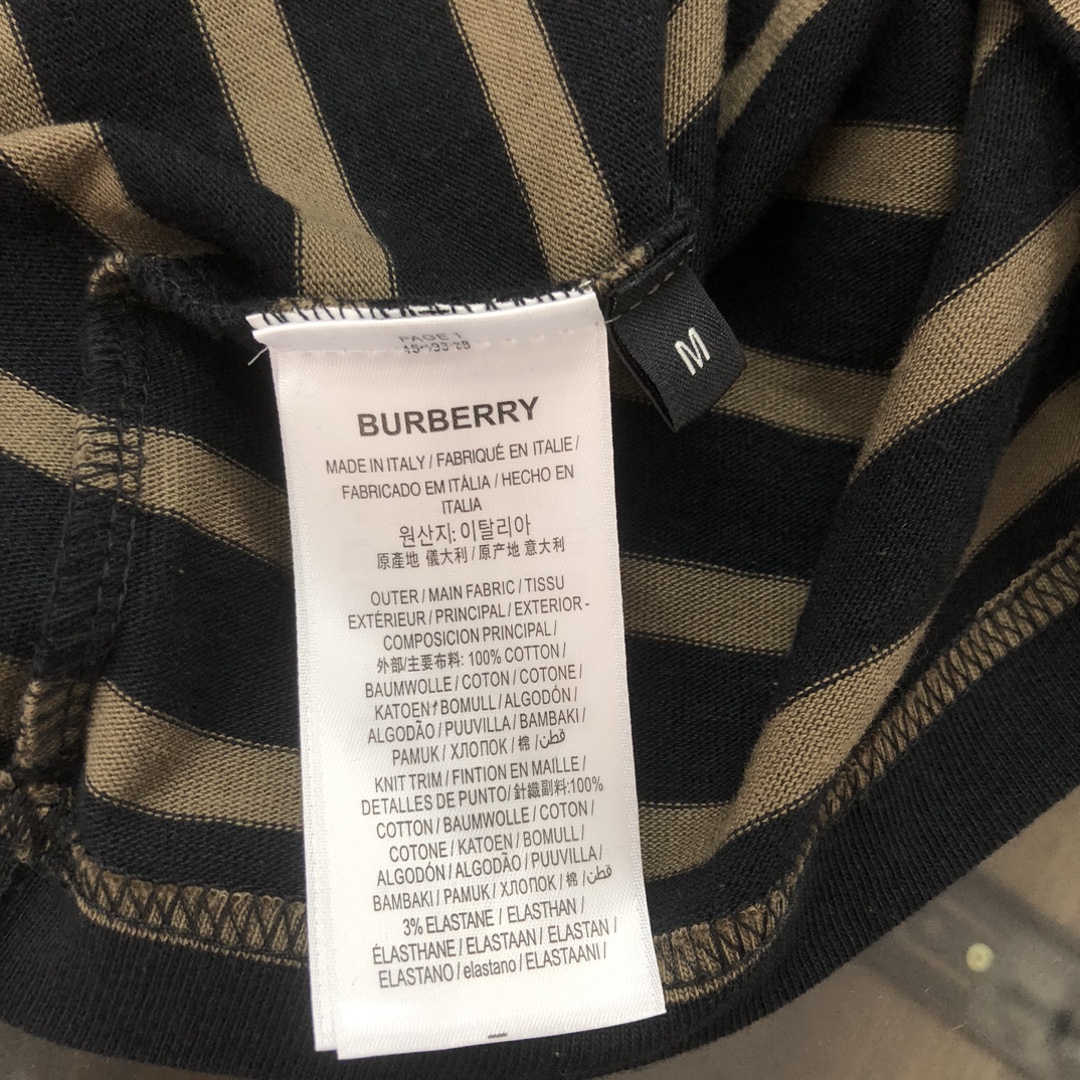 PAGE 1
BURBERRY
MADE IN ITALY / FABRIQUÉ EN ITALIE /
FABRICADO EM ITÁLIA / HECHO EN
ITALIA
원산지: 이탈리아
原產地 儀大利 / 原产地 意大利
OUTER / MAIN FABRIC / TISSU
EXTÉRIEUR / PRINCIPAL / EXTERIOR -
COMPOSICION PRINCIPAL /
外部/主要布料: 100% COTTON /
BAUMWOLLE / COTON / COTONE /
KATOEN / BOMULL / ALGODÓN /
ALGODÃO / PUUVILLA / BAMBAKI /
PAMUK / ХЛОПОК / 棉 / قطن
KNIT TRIM / FINTION EN MAILLE /
DETALLES DE PUNTO/ 針織副料:100%
COTTON / BAUMWOLLE / COTON /
COTONE / KATOEN / BOMULL /
ALGODÓN / ALGODÃO / PUUVILLA /
BAMBAKI / PAMUK / ХЛОПОК / 棉 / قطن
3% ELASTANE / ELASTHAN /
ÉLASTHANE / ELASTAAN / ELASTAN /
ELASTANO / elastano / ELASTAANI /
M